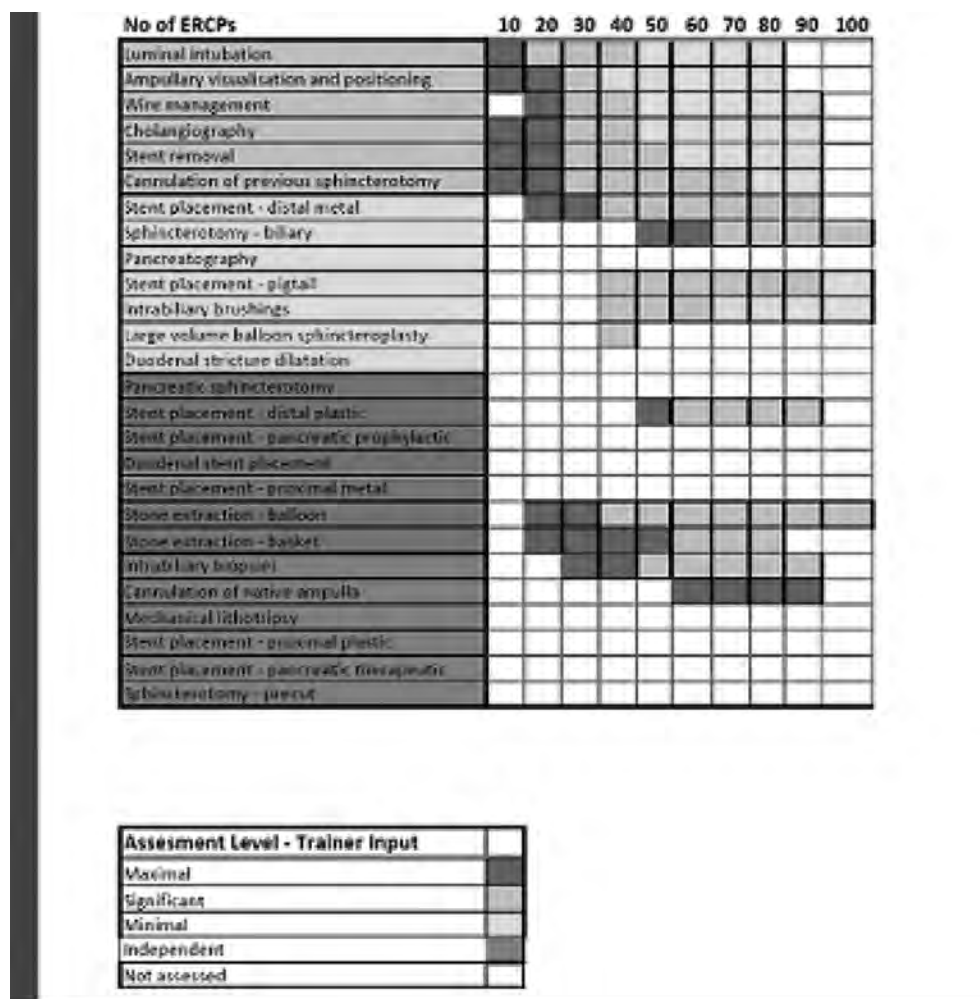 No of ERCPs 10 20 30 40 50 60 70 80 90 100
Luminal intubation
Ampullary visualisation and positioning
Wire management
Cholangiography
Stent removal
Cannulation of previous sphincterotomy
Stent placement - distal metal
Sphincterotomy - biliary
Pancreatography
Stent placement - pigtail
Intrabiliary brushings
Large volume balloon sphincteroplasty
Duodenal stricture dilatation
Pancreatic sphincterotomy
Stent placement - distal plastic
Stent placement - pancreatic prophylactic
Duodenal stent placement
Stent placement - proximal metal
Stone extraction - balloon
Stone extraction - basket
Intrabiliary biopsies
Cannulation of native ampulla
Mechanical lithotripsy
Stent placement - proximal plastic
Stent placement - pancreatic therapeutic
Sphincterotomy - precut
Assesment Level - Trainer Input
Maximal
Significant
Minimal
Independent
Not assessed